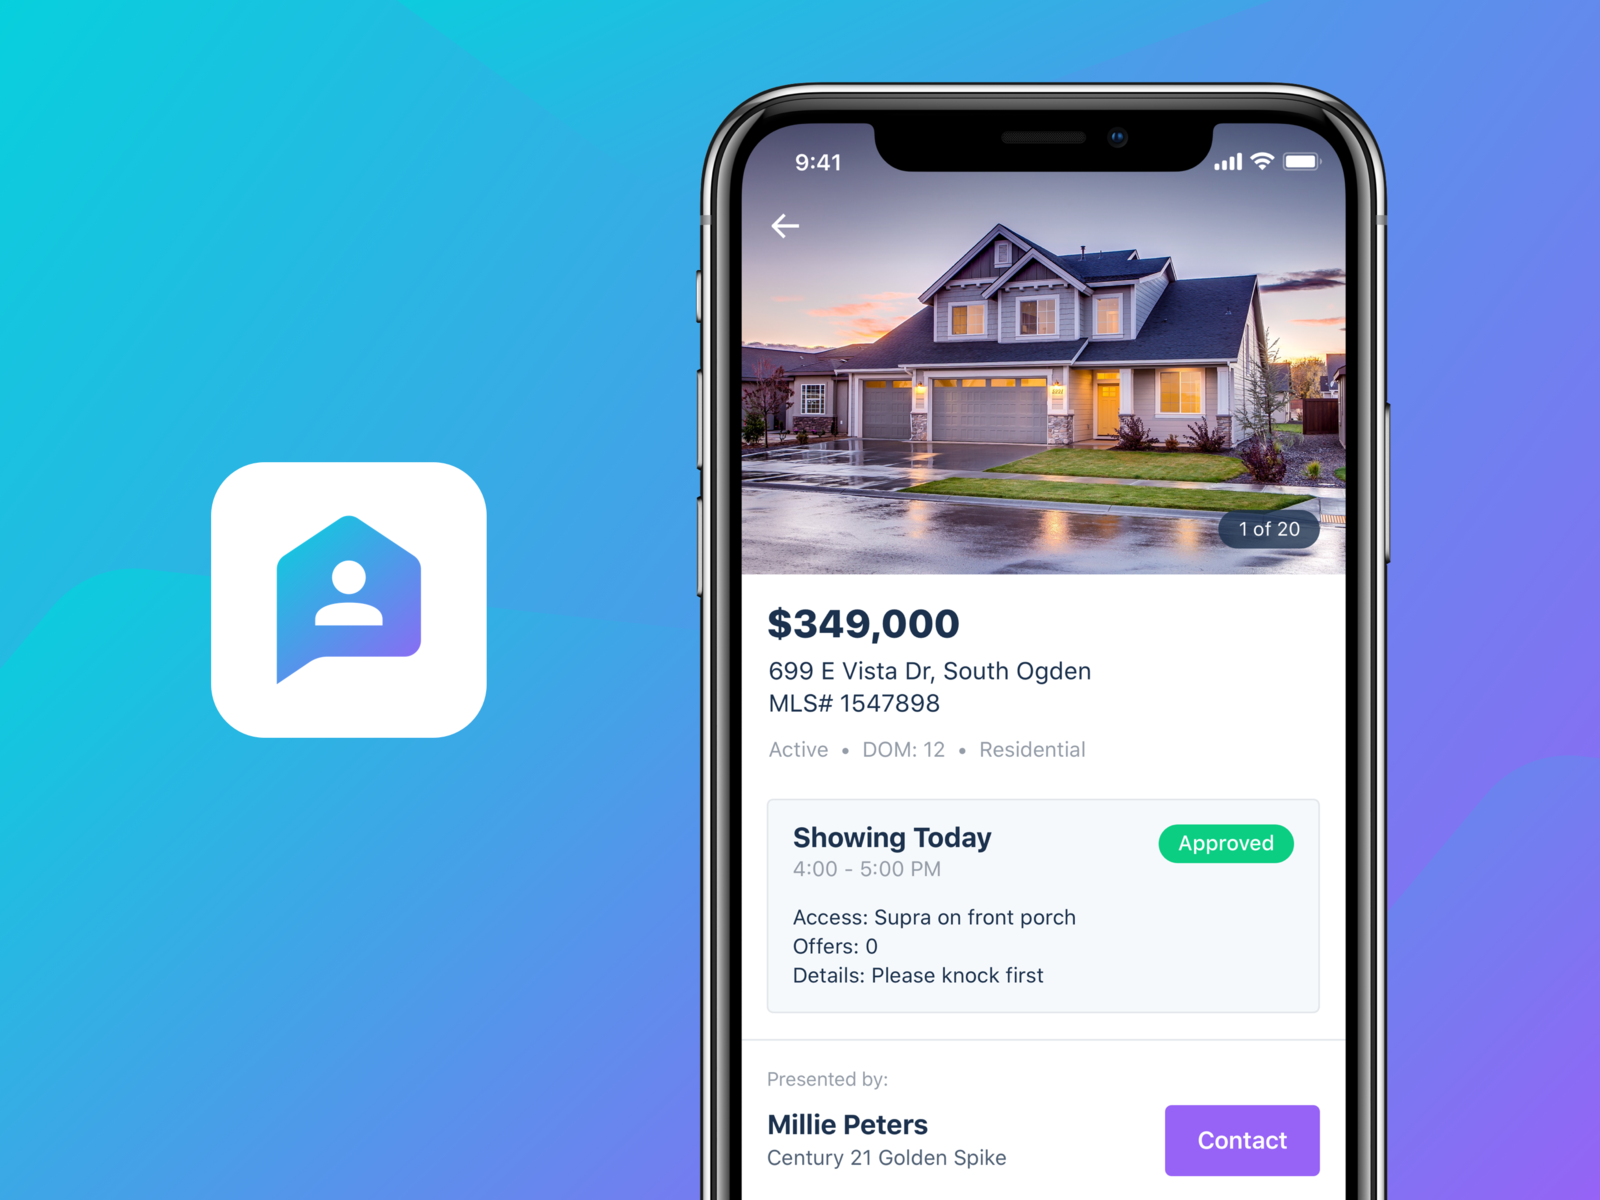 9:41
1 of 20
$349,000
699 E Vista Dr, South Ogden
MLS# 1547898
Active • DOM: 12 • Residential
Showing Today
Approved
4:00 - 5:00 PM
Access: Supra on front porch
Offers: 0
Details: Please knock first
Presented by:
Millie Peters
Century 21 Golden Spike
Contact